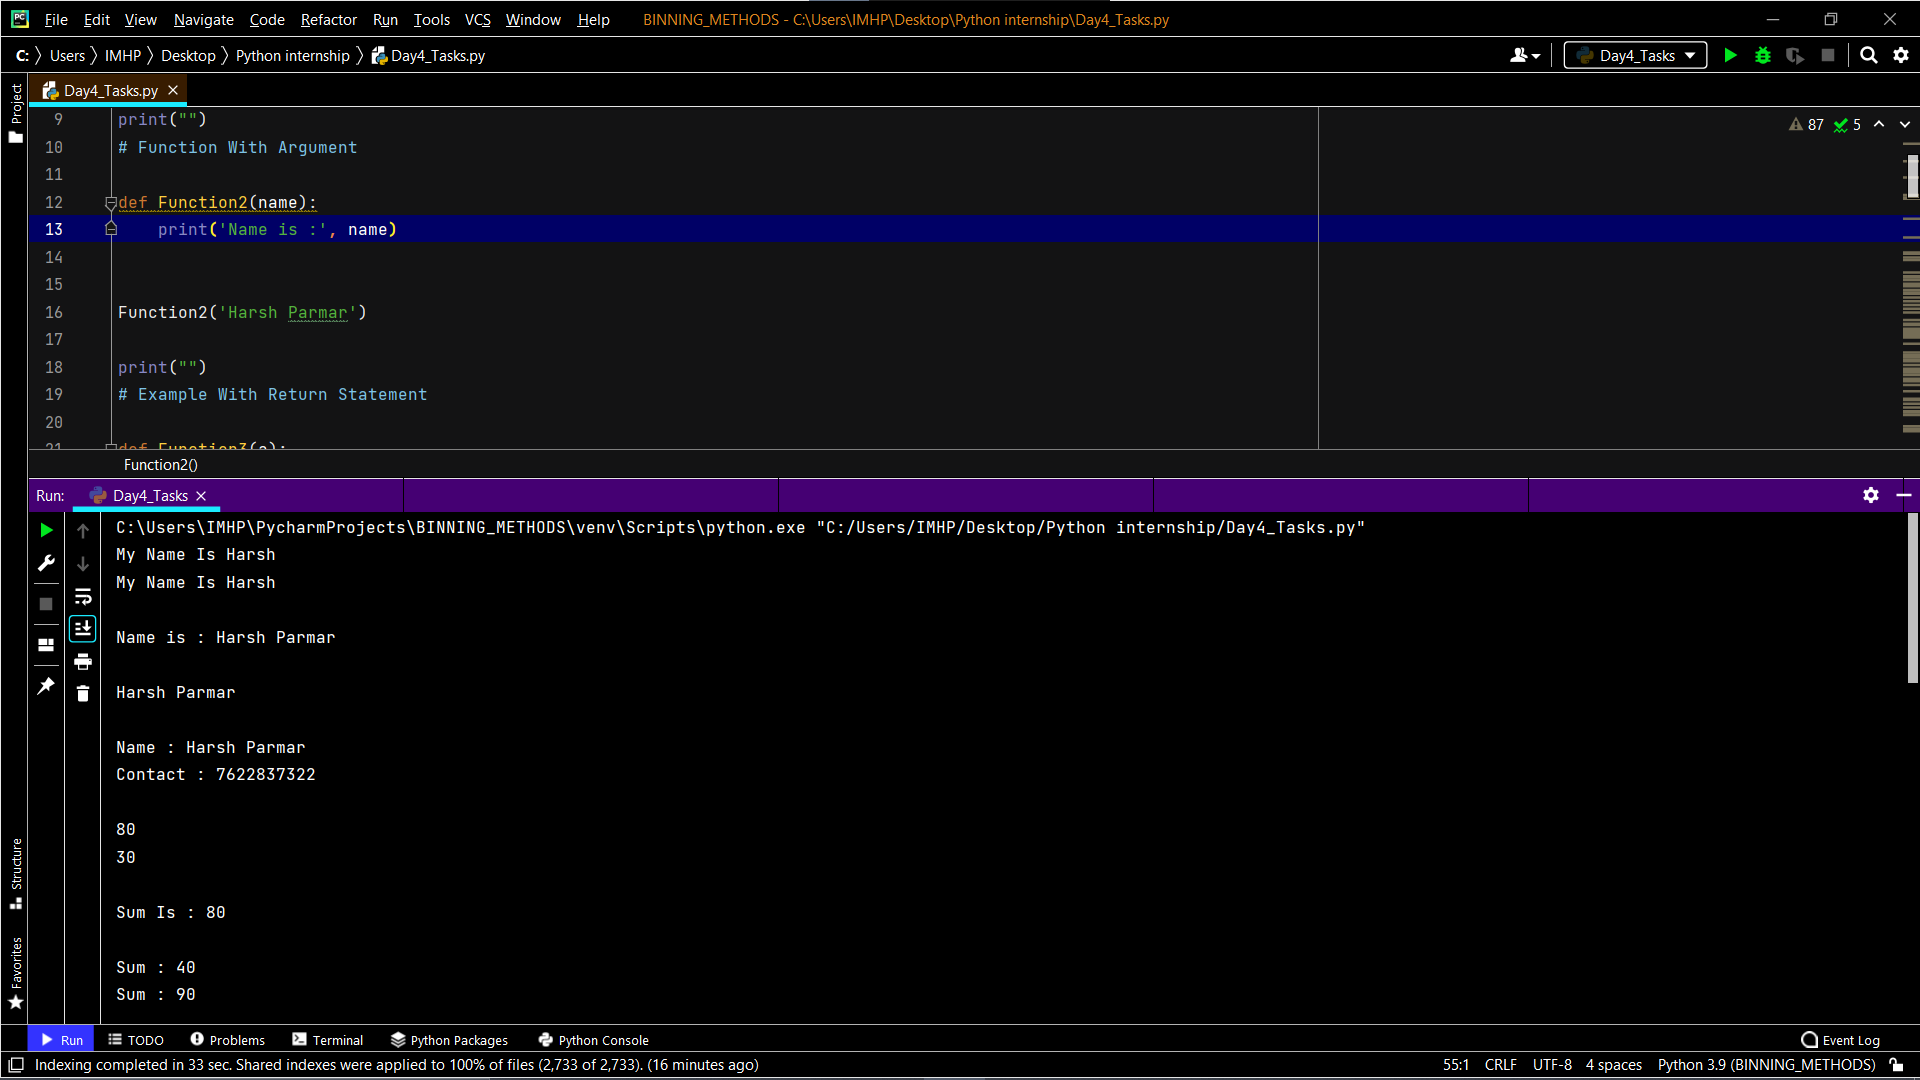 File Edit View Navigate Code Refactor Run Tools VCS Window Help BINNING_METHODS - C:\Users\IMHP\Desktop\Python internship\Day4_Tasks.py
C: Users IMHP Desktop Python internship Day4_Tasks.py Day4_Tasks
Project
Day4_Tasks.py
87 5
9 print("")
10 # Function With Argument
11
12 def Function2(name):
13 print('Name is :', name)
14
15
16 Function2('Harsh Parmar')
17
18 print("")
19 # Example With Return Statement
20
21 def Function3(a):
Function2()
Run: Day4_Tasks
C:\Users\IMHP\PycharmProjects\BINNING_METHODS\venv\Scripts\python.exe "C:/Users/IMHP/Desktop/Python internship/Day4_Tasks.py"
My Name Is Harsh
My Name Is Harsh
Name is : Harsh Parmar
Harsh Parmar
Name : Harsh Parmar
Contact : 7622837322
80
30
Sum Is : 80
Sum : 40
Sum : 90
Structure
Favorites
Run TODO Problems Terminal Python Packages Python Console Event Log
Indexing completed in 33 sec. Shared indexes were applied to 100% of files (2,733 of 2,733). (16 minutes ago) 55:1 CRLF UTF-8 4 spaces Python 3.9 (BINNING_METHODS)